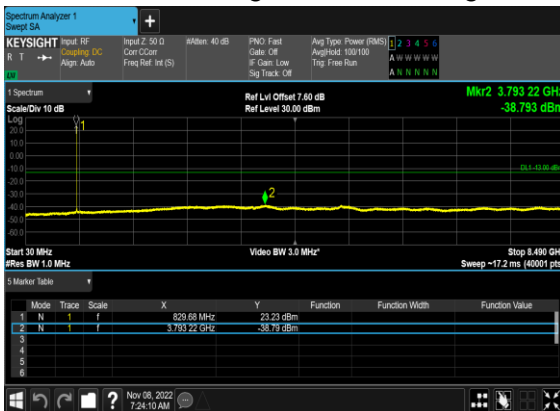 Spectrum Analyzer 1
Swept SA
KEYSIGHT Input: RF Input Z: 50 Ω #Atten: 40 dB PNO: Fast Avg Type: Power (RMS) 1 2 3 4 5 6
R T Coupling: DC Corr CCorr Gate: Off Avg|Hold: 100/100 A W W W W W
Align: Auto Freq Ref: Int (S) IF Gain: Low Trig: Free Run
Sig Track: Off A N N N N N
LV
1 Spectrum Ref Lvl Offset 7.60 dB Mkr2 3.793 22 GHz
Scale/Div 10 dB Ref Level 30.00 dBm -38.793 dBm
Log
20.0
10.0
0.00
-10.0
-20.0
-30.0
-40.0
-50.0
-60.0
1
DL1 -13.00 dBm
2
Start 30 MHz Video BW 3.0 MHz* Stop 8.490 GHz
#Res BW 1.0 MHz Sweep ~17.2 ms (40001 pts)
5 Marker Table
Mode Trace Scale X Y Function Function Width Function Value
1 N 1 f 829.68 MHz 23.23 dBm
2 N 1 f 3.793 22 GHz -38.79 dBm
3
4
5
6
? Nov 08, 2022
7:24:10 AM